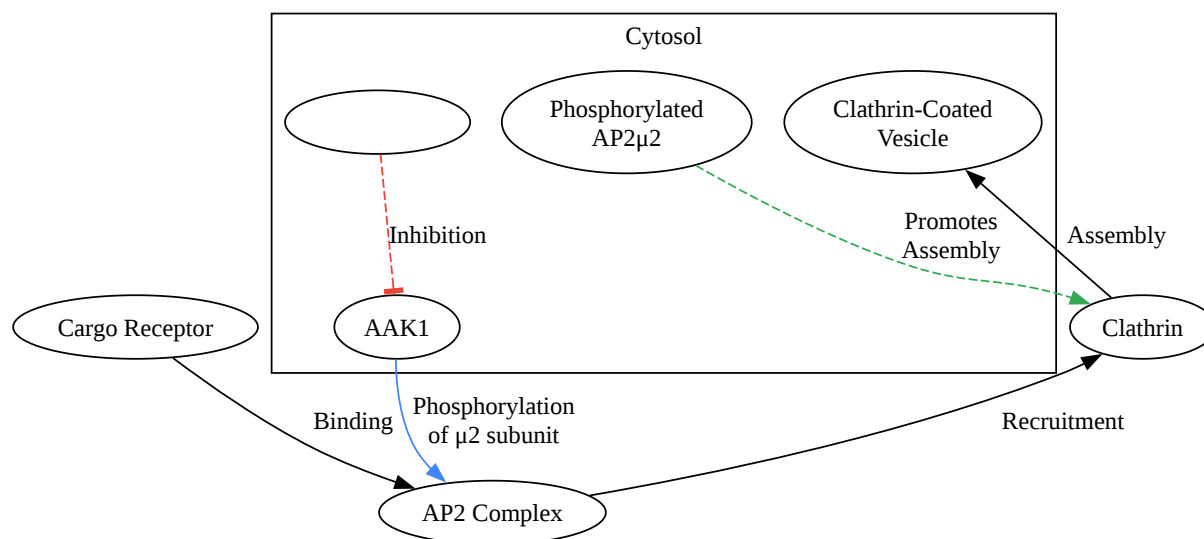 Cytosol
Phosphorylated
AP2μ2
Clathrin-Coated
Vesicle
Inhibition
Promotes
Assembly
Assembly
Cargo Receptor
AAK1
Clathrin
Binding
Phosphorylation
of μ2 subunit
Recruitment
AP2 Complex